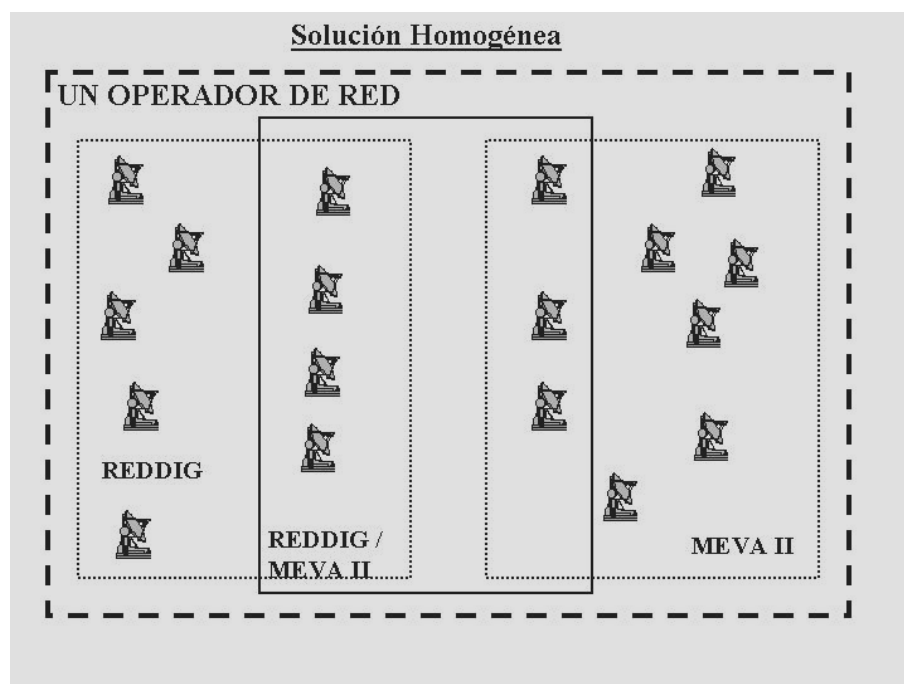 Solución Homogénea
UN OPERADOR DE RED
REDDIG
REDDIG /
MEVA II
MEVA II